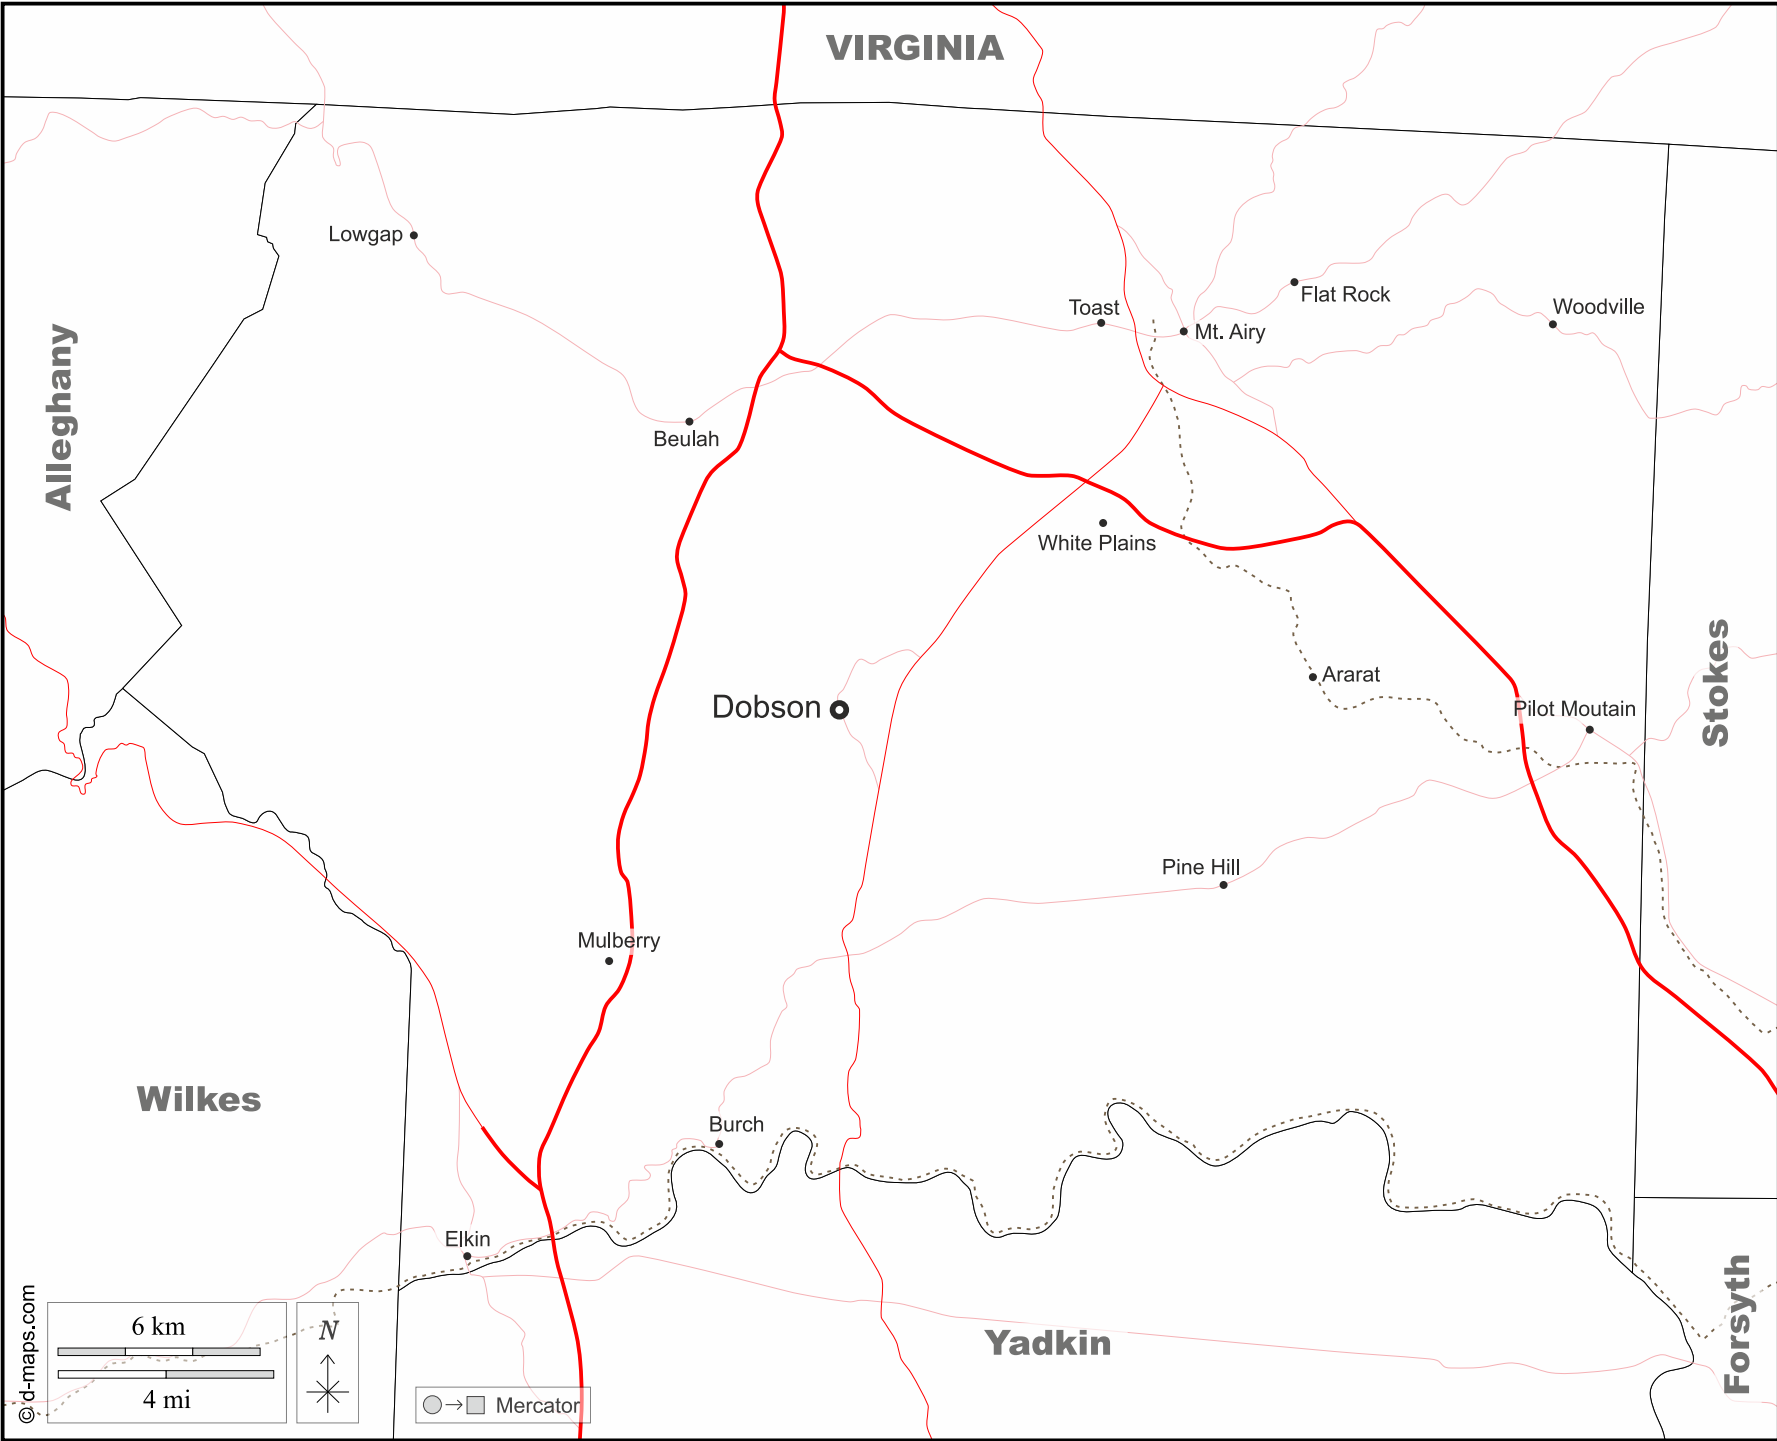 VIRGINIA
Lowgap
Flat Rock
Toast
Woodville
Mt. Airy
Alleghany
Beulah
White Plains
Ararat
Stokes
Dobson
Pilot Moutain
Pine Hill
Mulberry
Wilkes
Burch
Elkin
Forsyth
Yadkin
© d-maps.com
6 km
4 mi
N
Mercator